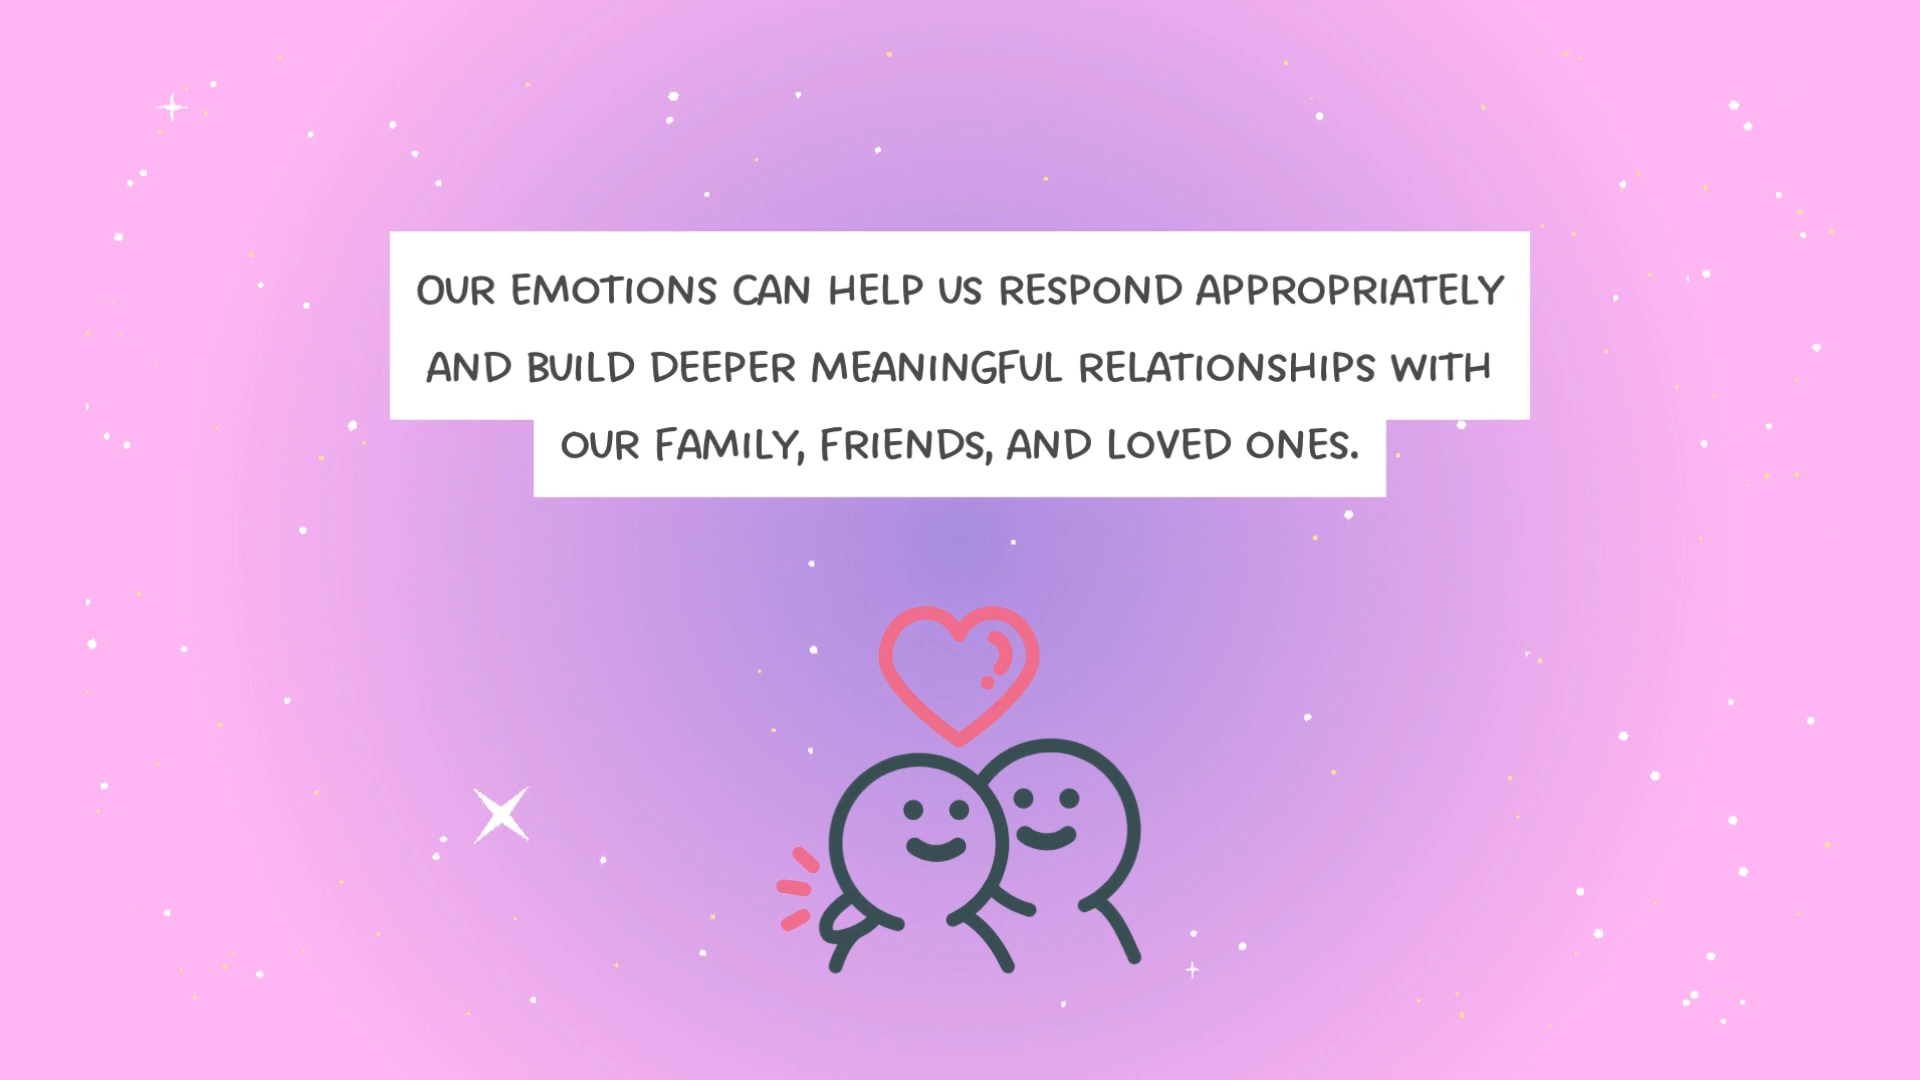 OUR EMOTIONS CAN HELP US RESPOND APPROPRIATELY
AND BUILD DEEPER MEANINGFUL RELATIONSHIPS WITH
OUR FAMILY, FRIENDS, AND LOVED ONES.